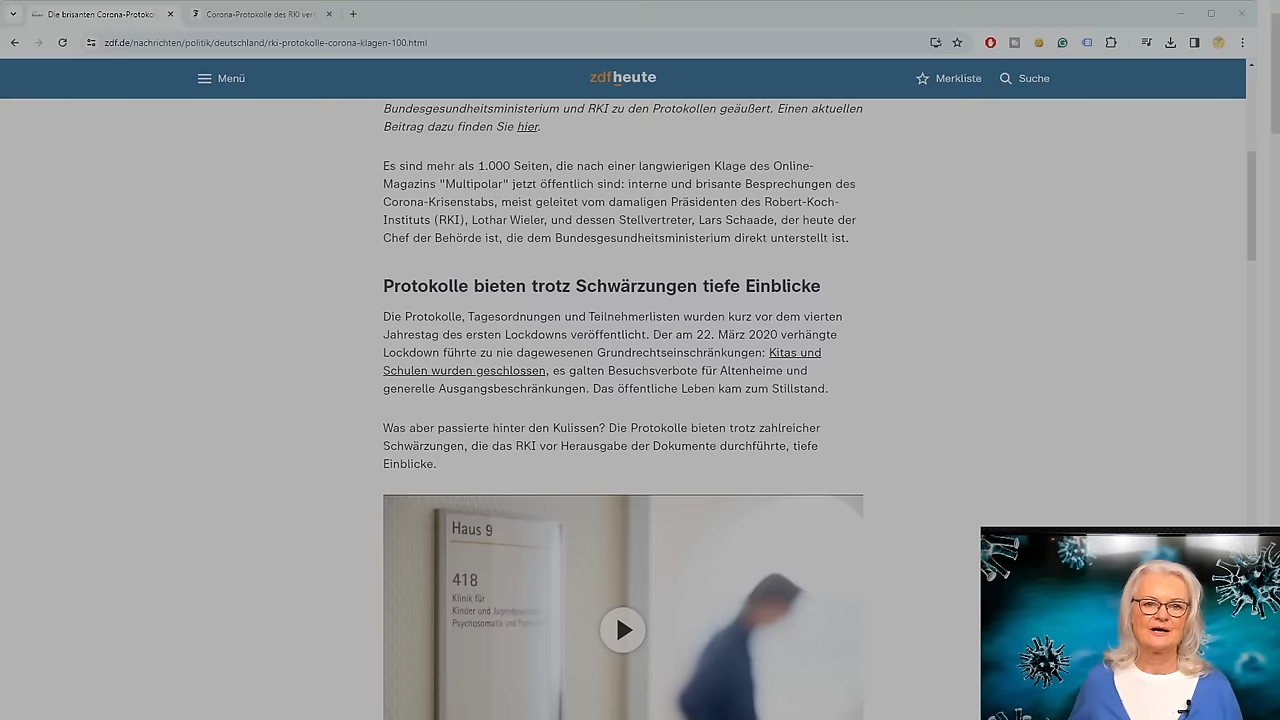 Die brisanten Corona-Protoko
Corona-Protokolle des RKI ver
zdf.de/nachrichten/politik/deutschland/rki-protokolle-corona-klagen-100.html
Menü
zdfheute
Merkliste
Suche
Bundesgesundheitsministerium und RKI zu den Protokollen geäußert. Einen aktuellen
Beitrag dazu finden Sie hier.
Es sind mehr als 1.000 Seiten, die nach einer langwierigen Klage des Online-
Magazins "Multipolar" jetzt öffentlich sind: interne und brisante Besprechungen des
Corona-Krisenstabs, meist geleitet vom damaligen Präsidenten des Robert-Koch-
Instituts (RKI), Lothar Wieler, und dessen Stellvertreter, Lars Schaade, der heute der
Chef der Behörde ist, die dem Bundesgesundheitsministerium direkt unterstellt ist.
Protokolle bieten trotz Schwärzungen tiefe Einblicke
Die Protokolle, Tagesordnungen und Teilnehmerlisten wurden kurz vor dem vierten
Jahrestag des ersten Lockdowns veröffentlicht. Der am 22. März 2020 verhängte
Lockdown führte zu nie dagewesenen Grundrechtseinschränkungen: Kitas und
Schulen wurden geschlossen, es galten Besuchsverbote für Altenheime und
generelle Ausgangsbeschränkungen. Das öffentliche Leben kam zum Stillstand.
Was aber passierte hinter den Kulissen? Die Protokolle bieten trotz zahlreicher
Schwärzungen, die das RKI vor Herausgabe der Dokumente durchführte, tiefe
Einblicke.
Haus 9
418
Klinik für
Kinder und
Psychosomatik und